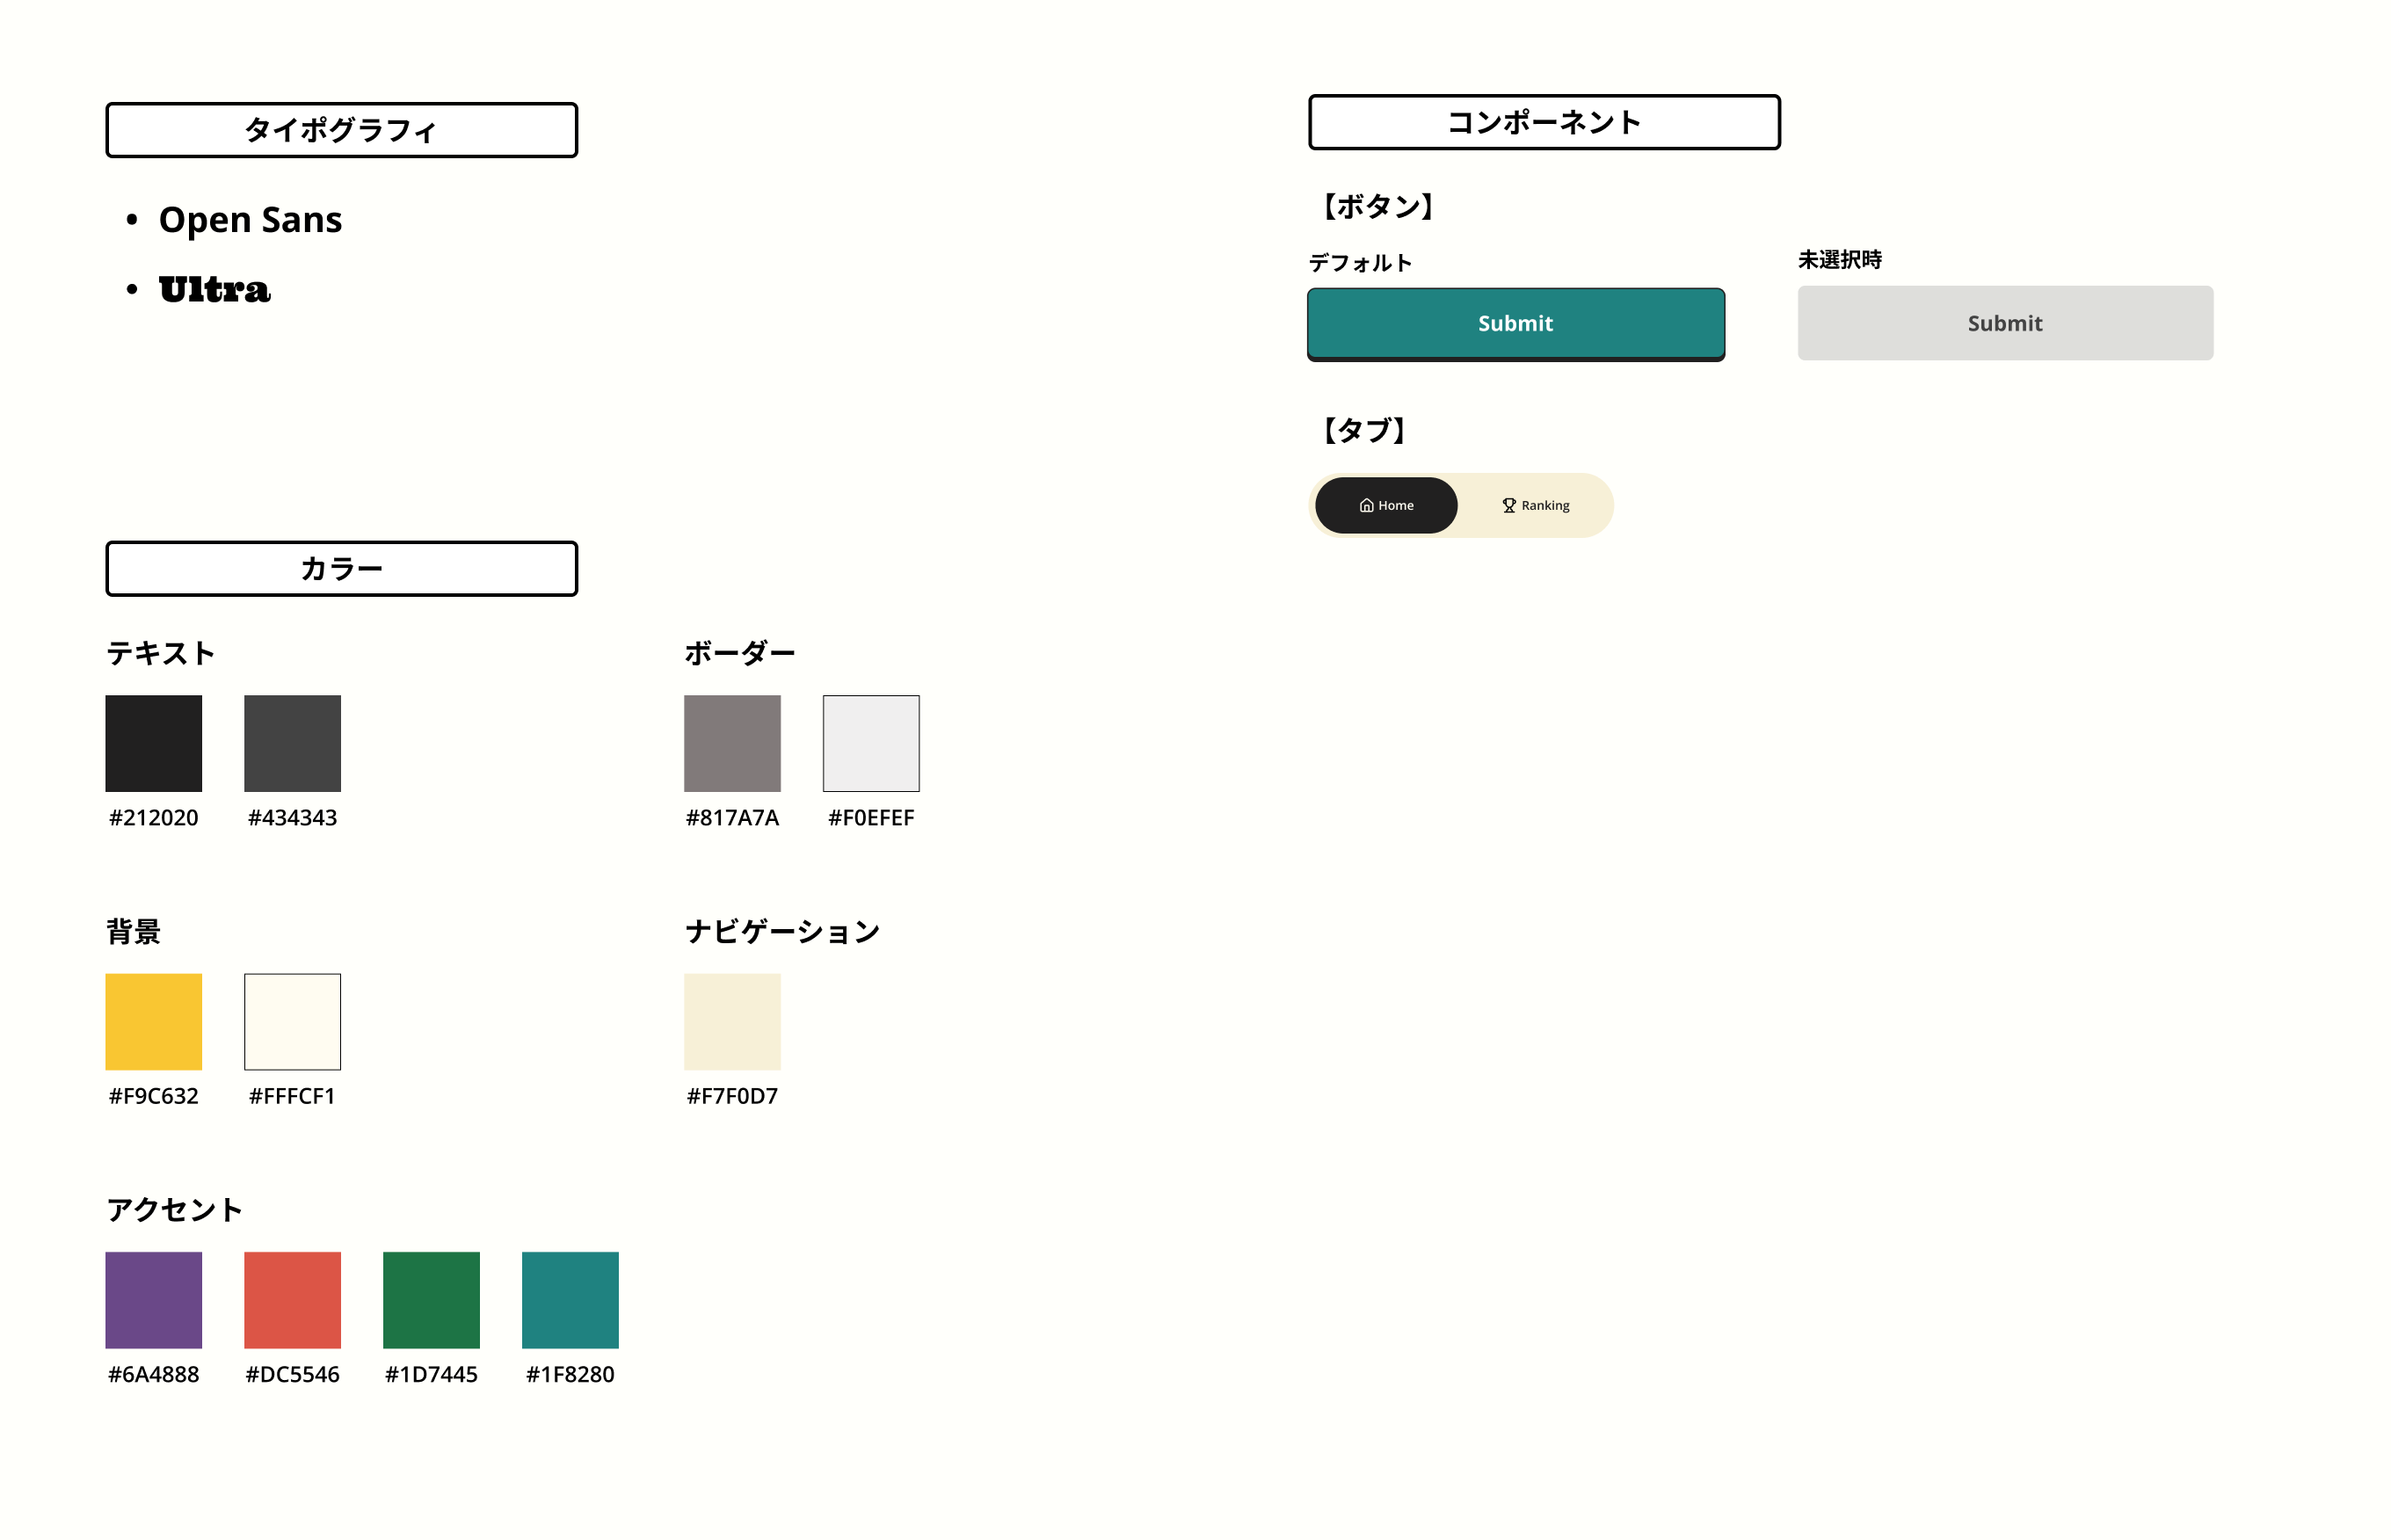 タイポグラフィ
• Open Sans
• Ultra
カラー
テキスト
#212020 #434343
ボーダー
#817A7A #F0EFEF
背景
#F9C632 #FFFCF1
ナビゲーション
#F7F0D7
アクセント
#6A4888 #DC5546 #1D7445 #1F8280
コンポーネント
【ボタン】
デフォルト
Submit
未選択時
Submit
【タブ】
Home Ranking